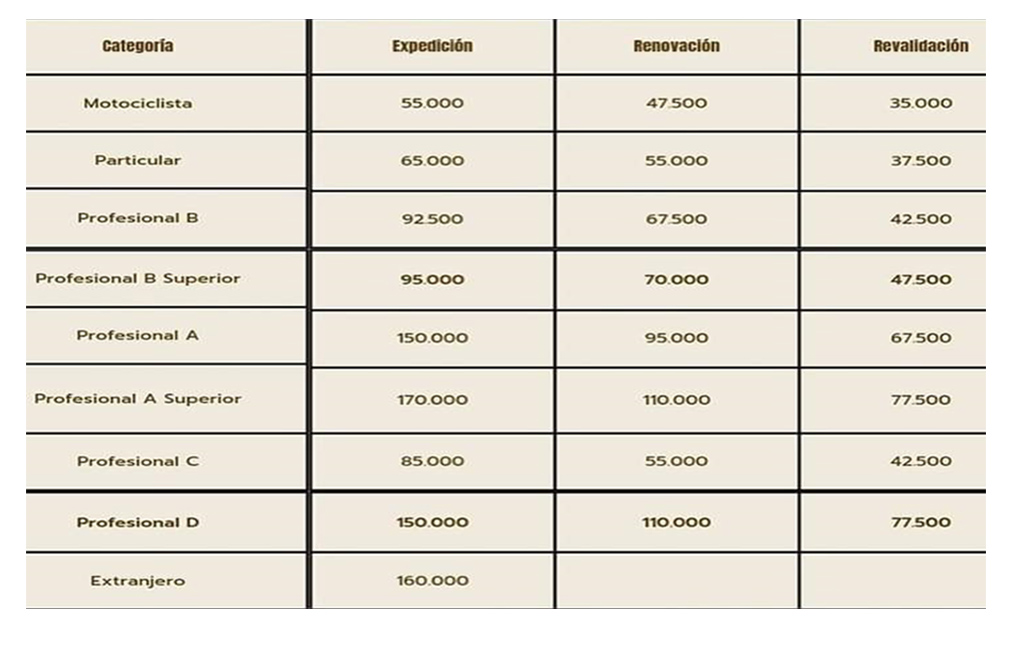 Categoría Expedición Renovación Revalidación
Motociclista 55.000 47.500 35.000
Particular 65.000 55.000 37.500
Profesional B 92.500 67.500 42.500
Profesional B Superior 95.000 70.000 47.500
Profesional A 150.000 95.000 67.500
Profesional A Superior 170.000 110.000 77.500
Profesional C 85.000 55.000 42.500
Profesional D 150.000 110.000 77.500
Extranjero 160.000